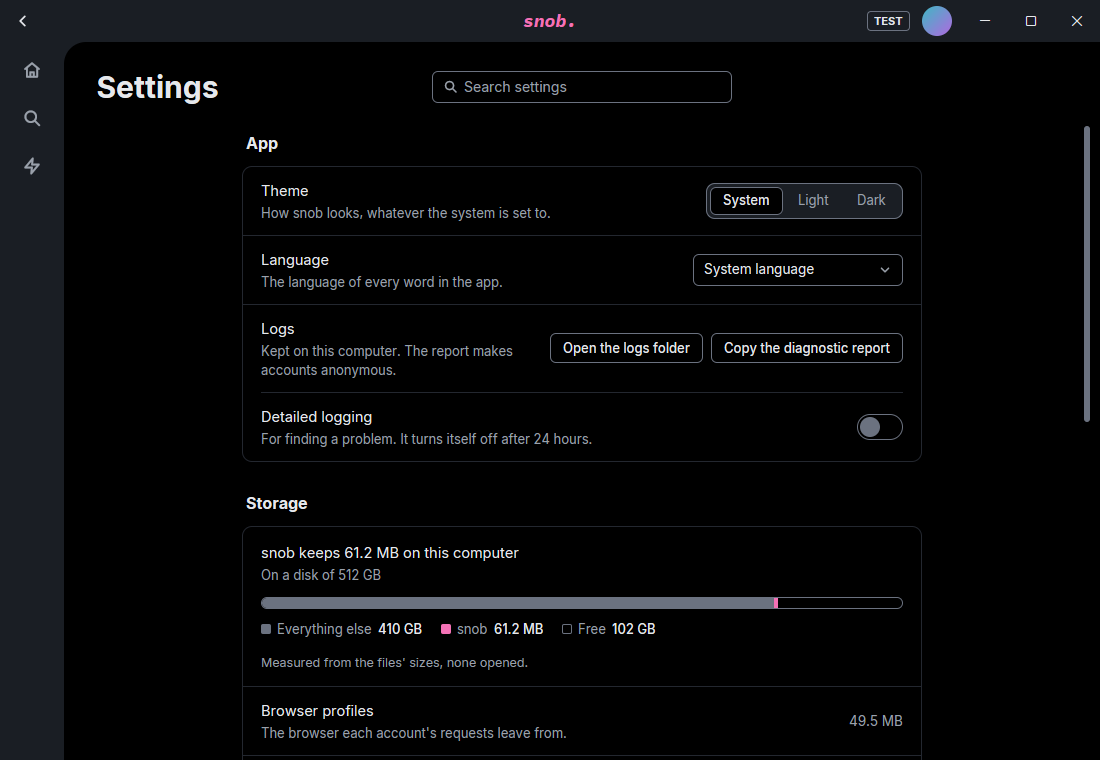 snob.
TEST
Settings
Search settings
App
Theme
How snob looks, whatever the system is set to.
System
Light
Dark
Language
The language of every word in the app.
System language
Logs
Kept on this computer. The report makes
accounts anonymous.
Open the logs folder
Copy the diagnostic report
Detailed logging
For finding a problem. It turns itself off after 24 hours.
Storage
snob keeps 61.2 MB on this computer
On a disk of 512 GB
Everything else 410 GB
snob 61.2 MB
Free 102 GB
Measured from the files' sizes, none opened.
Browser profiles
The browser each account's requests leave from.
49.5 MB